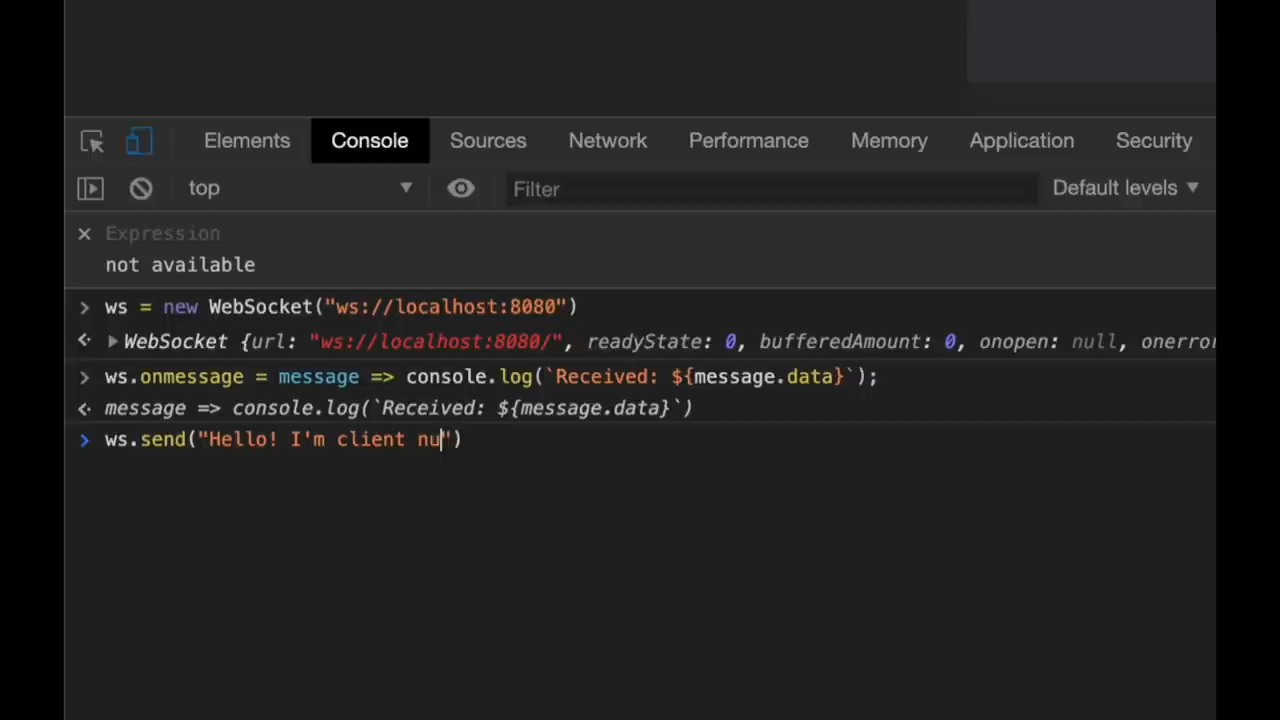 Elements Console Sources Network Performance Memory Application Security
top Filter Default levels
Expression
not available
ws = new WebSocket("ws://localhost:8080")
WebSocket {url: "ws://localhost:8080/", readyState: 0, bufferedAmount: 0, onopen: null, onerror
ws.onmessage = message => console.log(`Received: ${message.data}`);
message => console.log(`Received: ${message.data}`)
ws.send("Hello! I'm client nu")